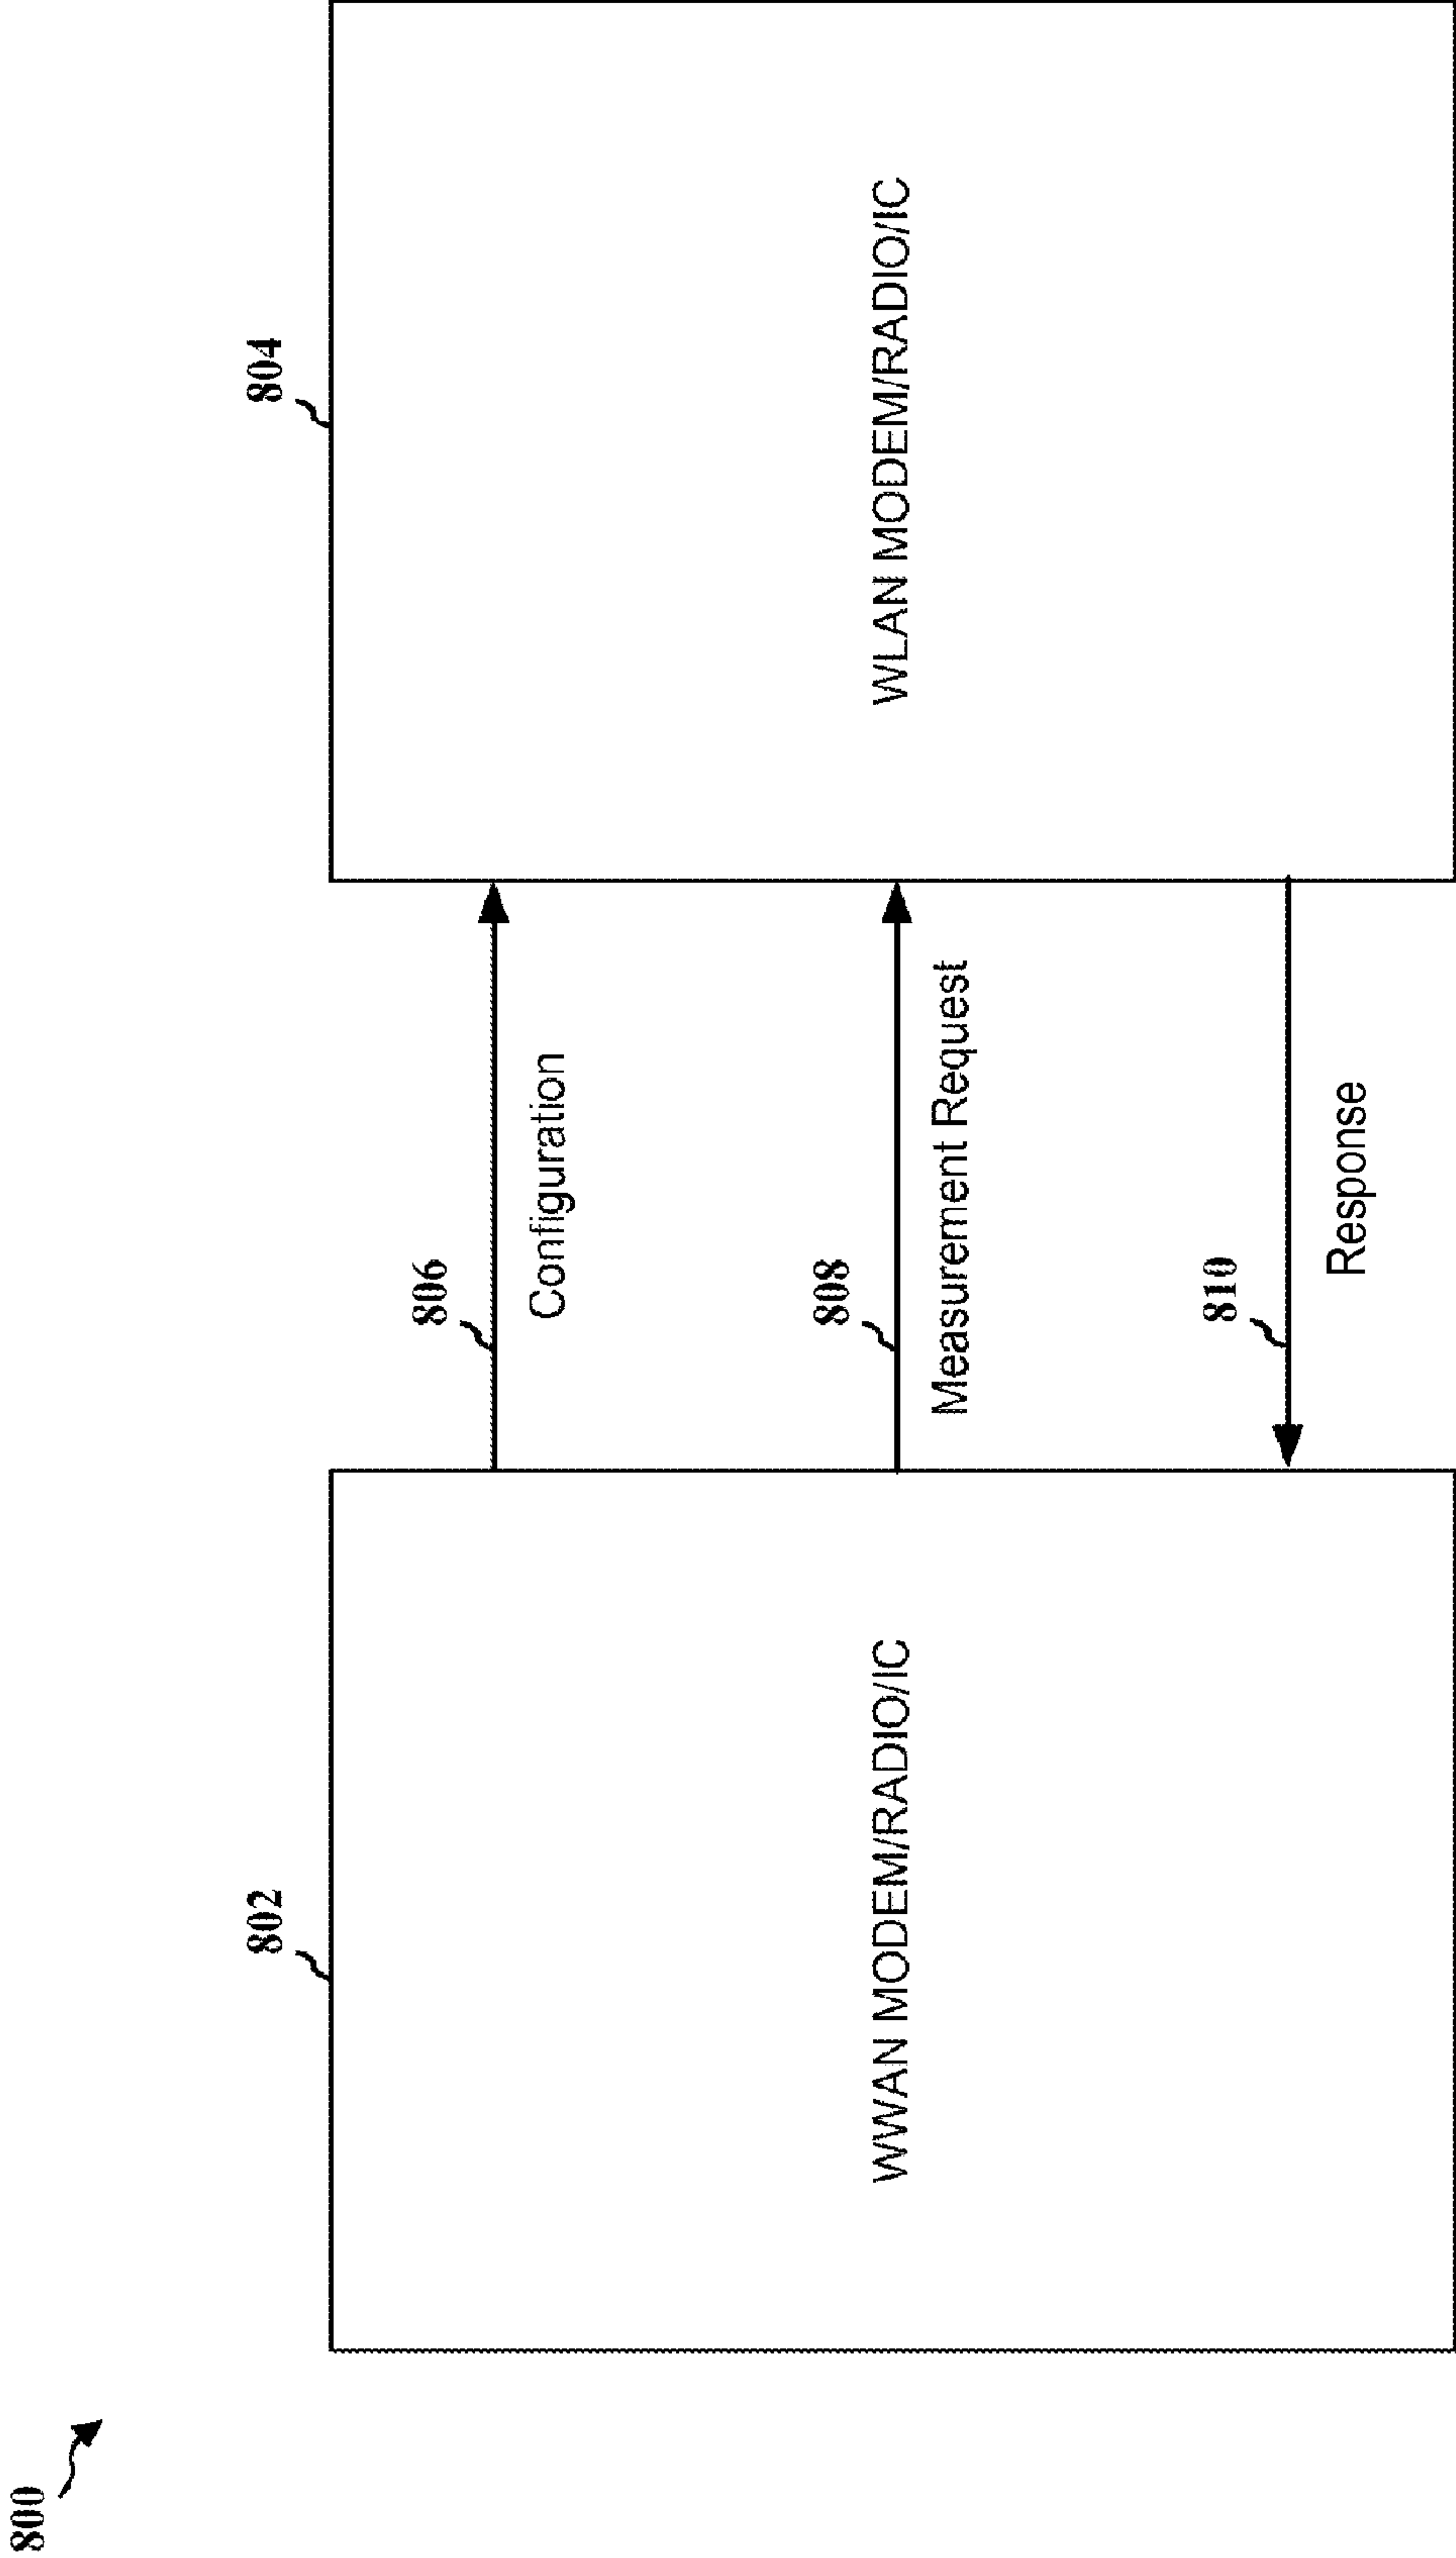 800
802
804
WWAN MODEM/RADIO/IC
806
Configuration
808
Measurement Request
810
Response
WLAN MODEM/RADIO/IC